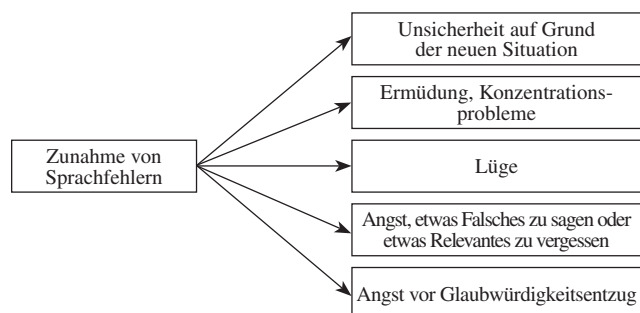 Unsicherheit auf Grund
der neuen Situation
Ermüdung, Konzentrations-
probleme
Zunahme von
Sprachfehlern
Lüge
Angst, etwas Falsches zu sagen oder
etwas Relevantes zu vergessen
Angst vor Glaubwürdigkeitsentzug